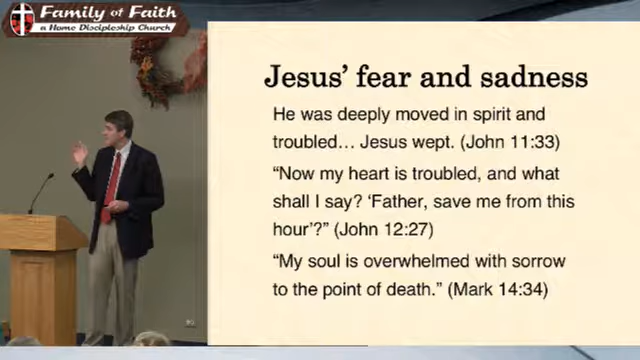 Family of Faith
a Home Discipleship Church
Jesus’ fear and sadness
He was deeply moved in spirit and
troubled… Jesus wept. (John 11:33)
“Now my heart is troubled, and what
shall I say? ‘Father, save me from this
hour’?” (John 12:27)
“My soul is overwhelmed with sorrow
to the point of death.” (Mark 14:34)